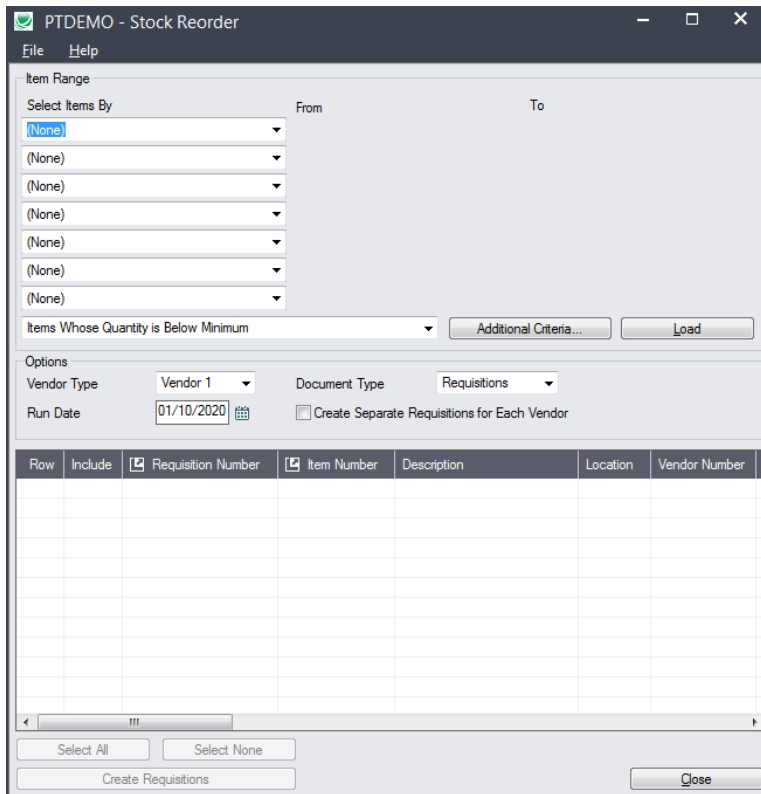 PTDEMO - Stock Reorder
File Help
Item Range
Select Items By From To
(None)
(None)
(None)
(None)
(None)
(None)
(None)
Items Whose Quantity is Below Minimum Additional Criteria... Load
Options
Vendor Type Vendor 1 Document Type Requisitions
Run Date 01/10/2020 Create Separate Requisitions for Each Vendor
Row Include Requisition Number Item Number Description Location Vendor Number
Select All Select None
Create Requisitions Close